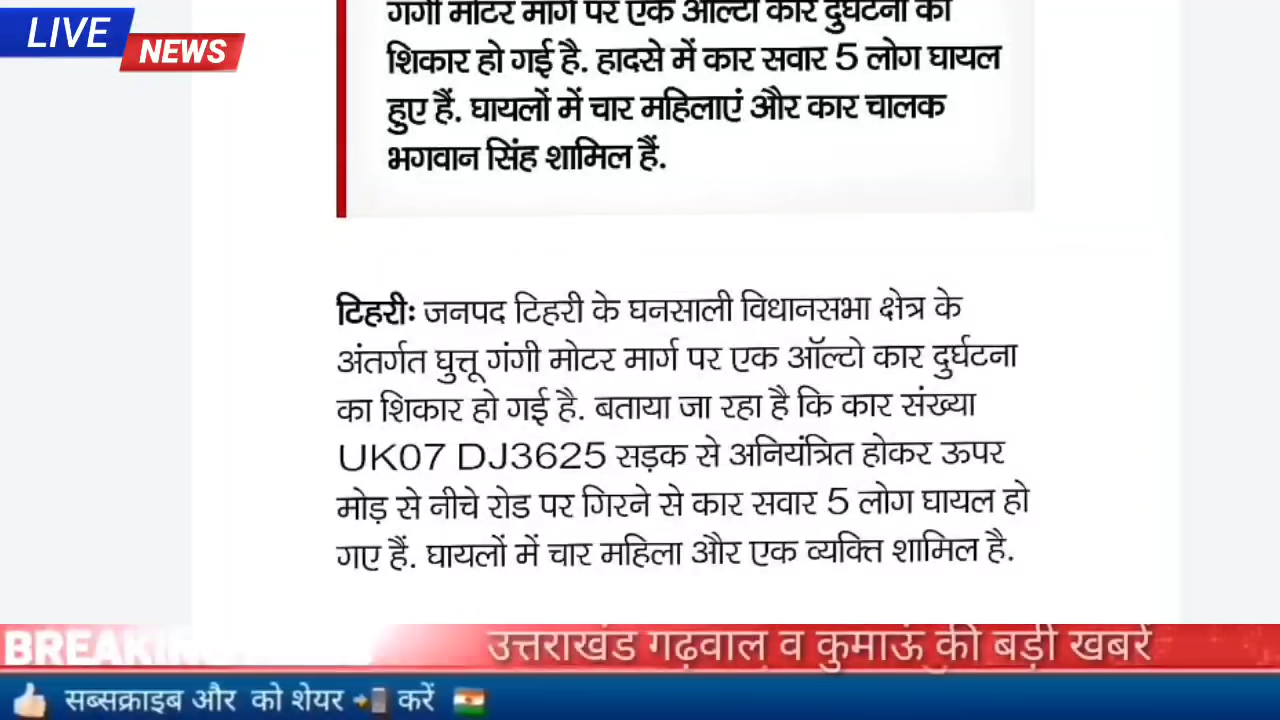 LIVE
NEWS
गंगी मोटर मार्ग पर एक ऑल्टो कार दुर्घटना का
शिकार हो गई है. हादसे में कार सवार 5 लोग घायल
हुए हैं. घायलों में चार महिलाएं और कार चालक
भगवान सिंह शामिल हैं.
टिहरीः जनपद टिहरी के घनसाली विधानसभा क्षेत्र के
अंतर्गत घुत्तू गंगी मोटर मार्ग पर एक ऑल्टो कार दुर्घटना
का शिकार हो गई है. बताया जा रहा है कि कार संख्या
UK07 DJ3625 सड़क से अनियंत्रित होकर ऊपर
मोड़ से नीचे रोड पर गिरने से कार सवार 5 लोग घायल हो
गए हैं. घायलों में चार महिला और एक व्यक्ति शामिल है.
उत्तराखंड गढ़वाल व कुमाऊं की बड़ी खबरें
सब्सक्राइब और को शेयर करें